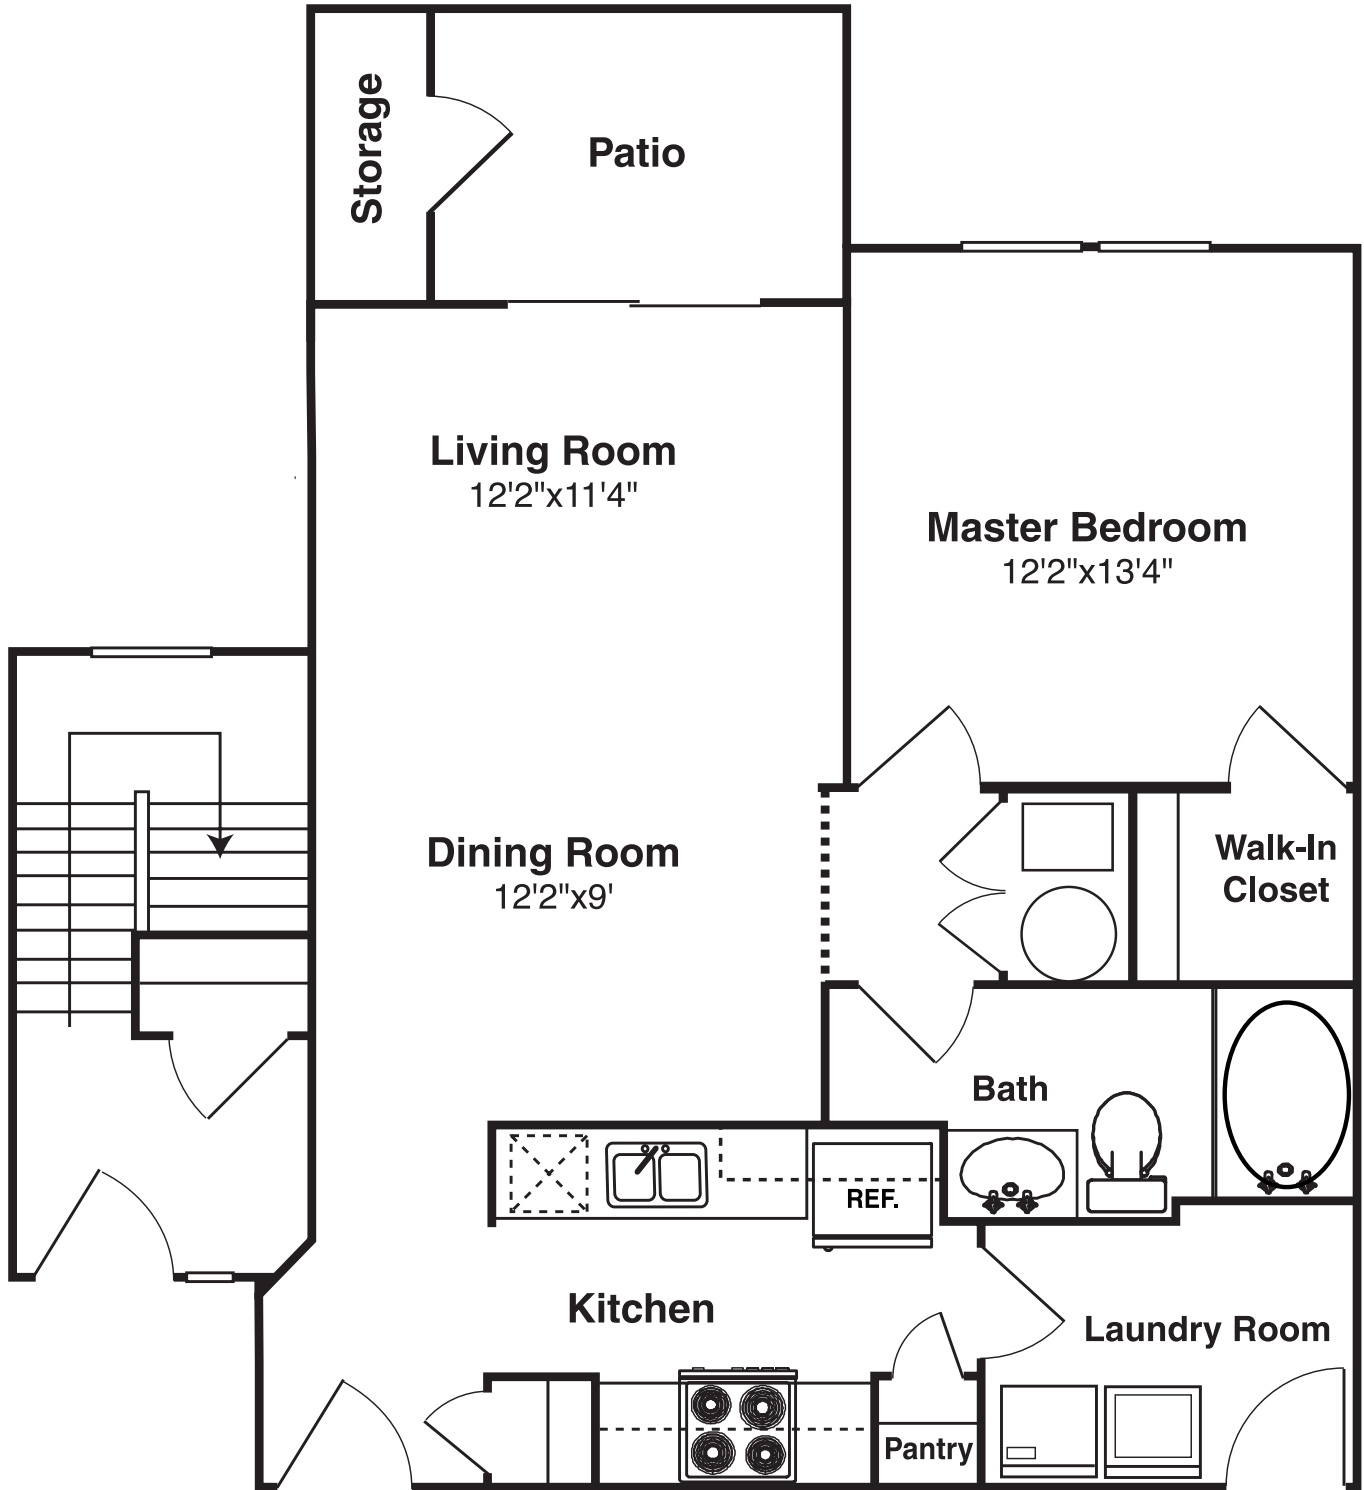 Storage
Patio
Living Room
12'2"x11'4"
Master Bedroom
12'2"x13'4"
Dining Room
12'2"x9'
Walk-In
Closet
Bath
REF.
Kitchen
Laundry Room
Pantry